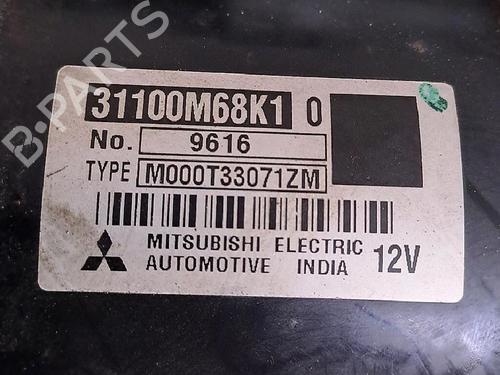 B-PARTS
31100M68K1 0
No. 9616
TYPE M000T33071ZM
MITSUBISHI ELECTRIC
AUTOMOTIVE INDIA 12V